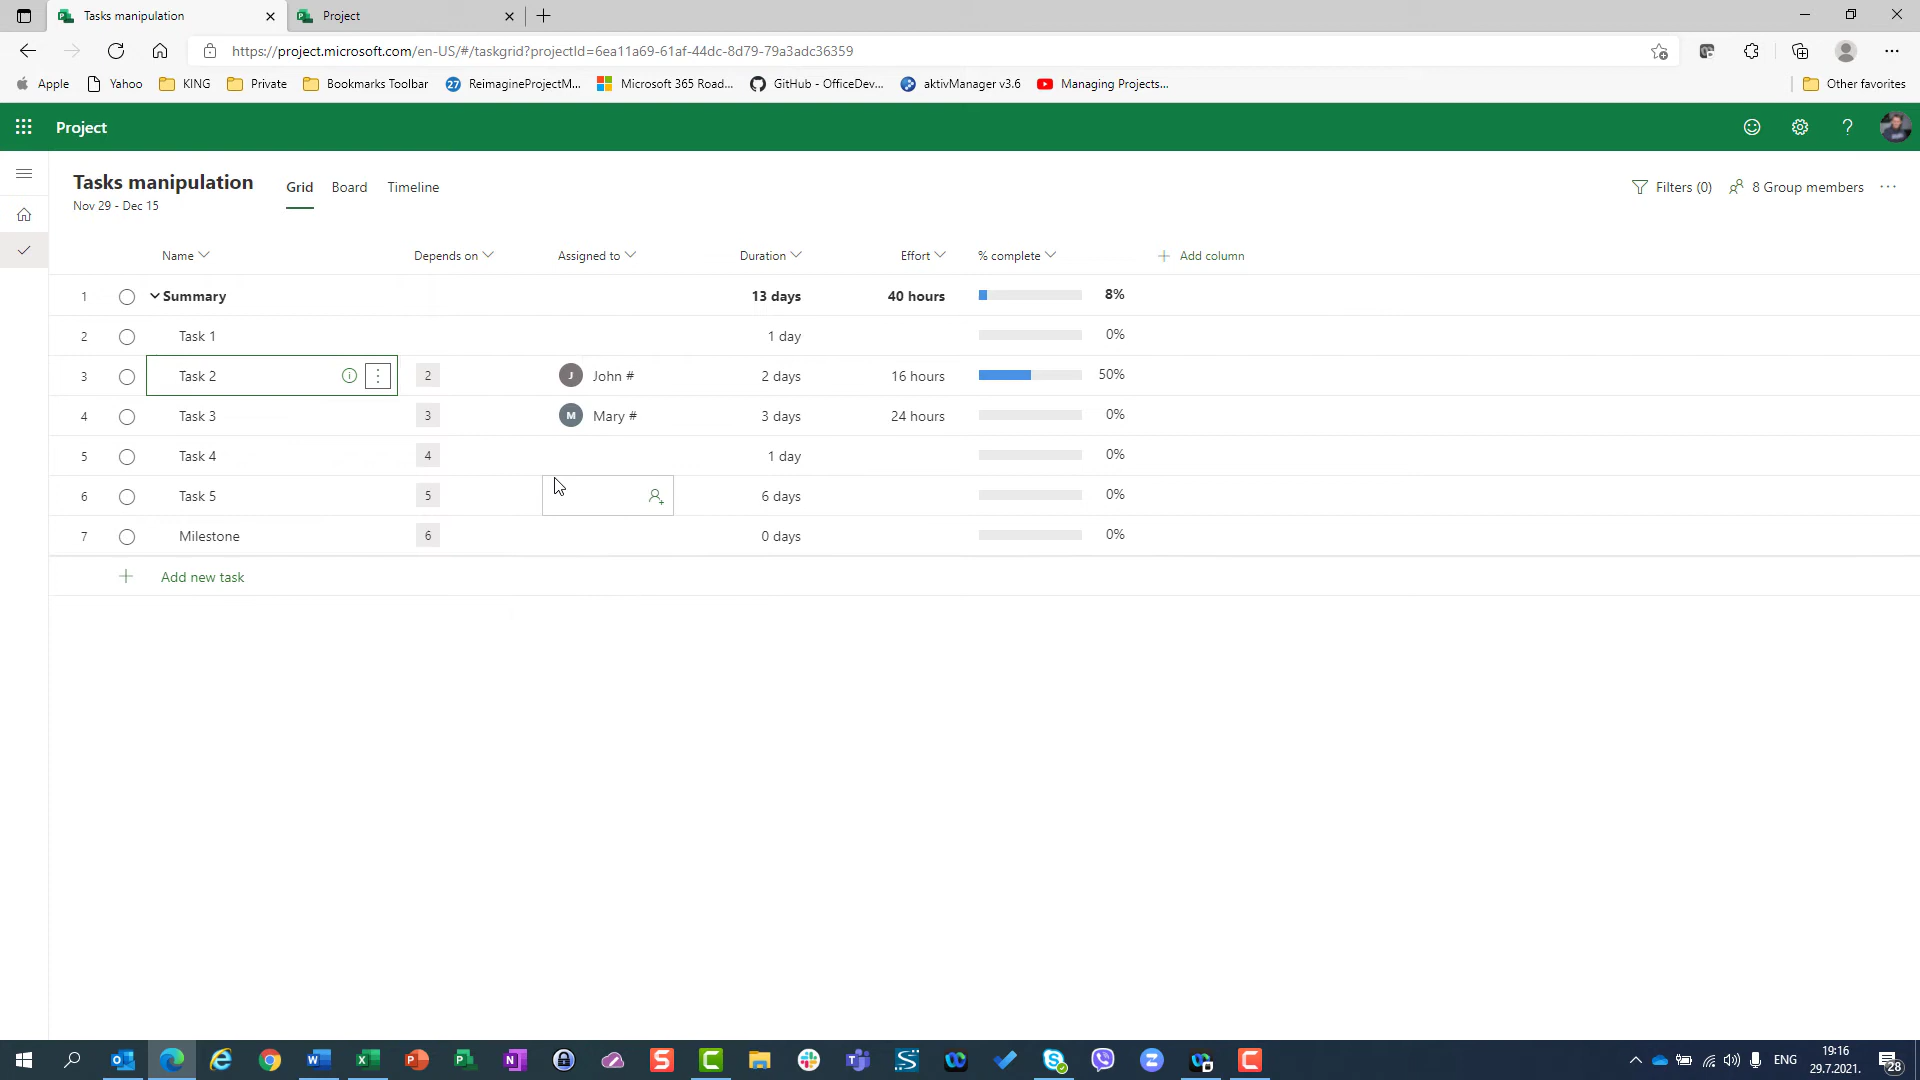 Tasks manipulation
Project
https://project.microsoft.com/en-US/#/taskgrid?projectId=6ea11a69-61af-44dc-8d79-79a3adc36359
Apple Yahoo KING Private Bookmarks Toolbar 27 ReimagineProjectM... Microsoft 365 Road... GitHub - OfficeDev... aktivManager v3.6 Managing Projects... Other favorites
Project ?
Tasks manipulation Grid Board Timeline Filters (0) 8 Group members
Nov 29 - Dec 15
Name Depends on Assigned to Duration Effort % complete Add column
1 Summary 13 days 40 hours 8%
2 Task 1 1 day 0%
3 Task 2 2 J John # 2 days 16 hours 50%
4 Task 3 3 M Mary # 3 days 24 hours 0%
5 Task 4 4 1 day 0%
6 Task 5 5 6 days 0%
7 Milestone 6 0 days 0%
Add new task
ENG 19:16
29.7.2021. 28